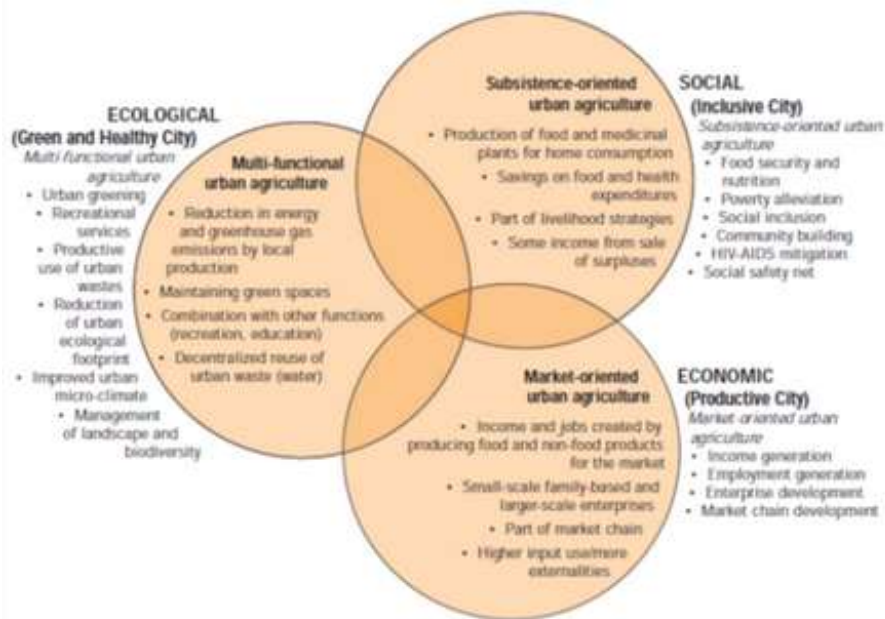 ECOLOGICAL
(Green and Healthy City)
Multi functional urban
agriculture
• Urban greening
• Recreational
services
• Productive
use of urban
wastes
• Reduction
of urban
ecological
footprint
• Improved urban
micro-climate
• Management
of landscape and
biodiversity
Multi-functional
urban agriculture
• Reduction in energy
and greenhouse gas
emissions by local
production
• Maintaining green spaces
• Combination with other functions
(recreation, education)
• Decentralized reuse of
urban waste (water)
Subsistence-oriented
urban agriculture
• Production of food and medicinal
plants for home consumption
• Savings on food and health
expenditures
• Part of livelihood strategies
• Some income from sale
of surpluses
SOCIAL
(Inclusive City)
Subsistence-oriented urban
agriculture
• Food security and
nutrition
• Poverty alleviation
• Social inclusion
• Community building
• HIV-AIDS mitigation
• Social safety net
Market-oriented
urban agriculture
• Income and jobs created by
producing food and non-food products
for the market
• Small-scale family-based and
larger-scale enterprises
• Part of market chain
• Higher input use/more
externalities
ECONOMIC
(Productive City)
Market-oriented urban
agriculture
• Income generation
• Employment generation
• Enterprise development
• Market chain development